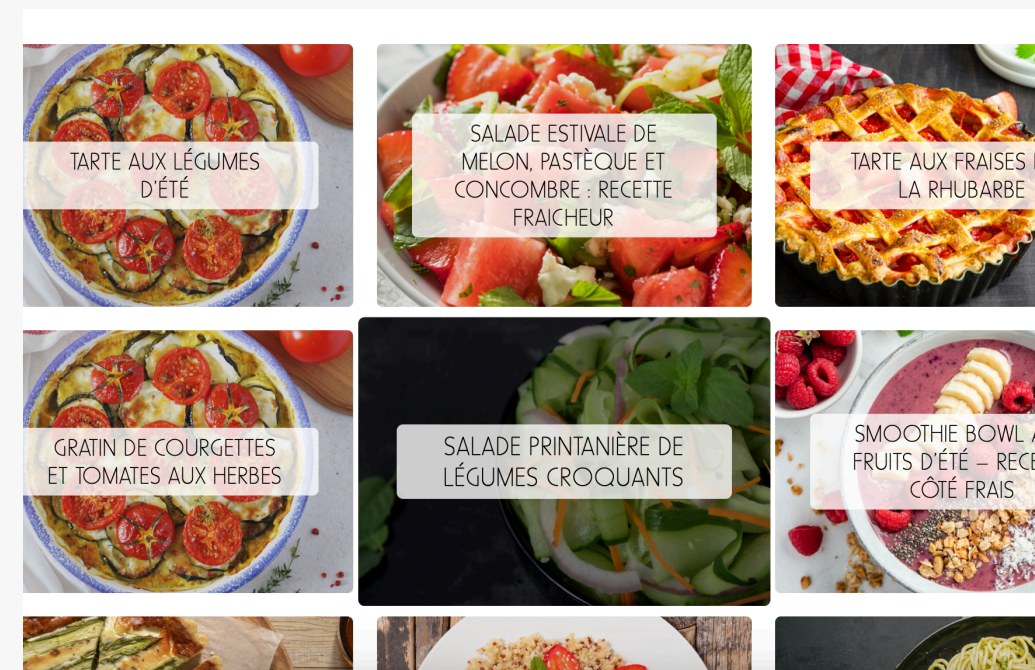 TARTE AUX LÉGUMES
D'ÉTÉ
SALADE ESTIVALE DE
MELON, PASTÈQUE ET
CONCOMBRE : RECETTE
FRAICHEUR
TARTE AUX FRAISES
LA RHUBARBE
GRATIN DE COURGETTES
ET TOMATES AUX HERBES
SALADE PRINTANIÈRE DE
LÉGUMES CROQUANTS
SMOOTHIE BOWL
FRUITS D'ÉTÉ – RECE
CÔTÉ FRAIS